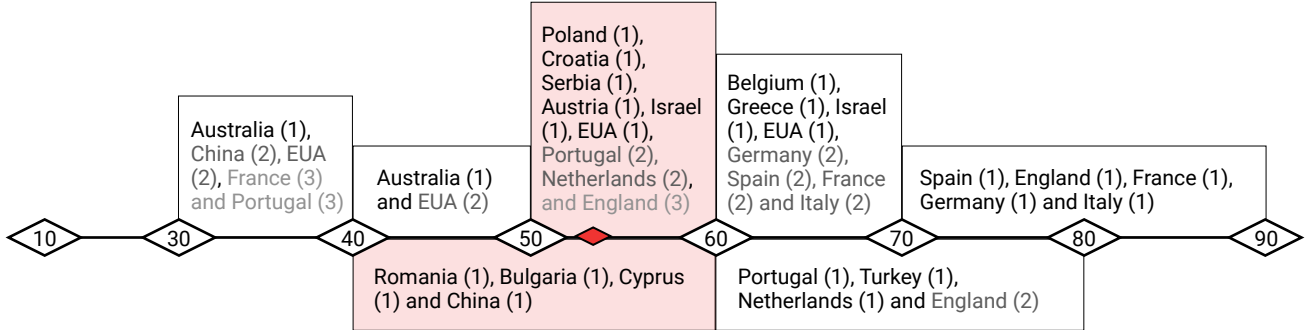 Poland (1),
Croatia (1),
Serbia (1),
Austria (1), Israel
(1), EUA (1),
Portugal (2),
Netherlands (2),
and England (3)
Belgium (1),
Greece (1), Israel
(1), EUA (1),
Germany (2),
Spain (2), France
(2) and Italy (2)
Australia (1),
China (2), EUA
(2), France (3)
and Portugal (3)
Australia (1)
and EUA (2)
Spain (1), England (1), France (1),
Germany (1) and Italy (1)
10 30 40 50 60 70 80 90
Romania (1), Bulgaria (1), Cyprus
(1) and China (1)
Portugal (1), Turkey (1),
Netherlands (1) and England (2)